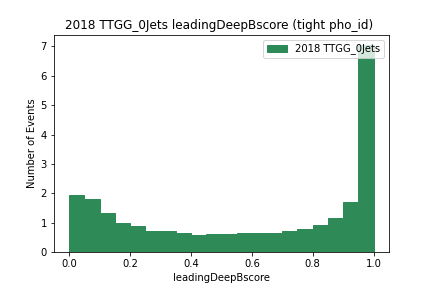 2018 TTGG_0Jets leadingDeepBscore (tight pho_id)
2018 TTGG_0Jets
Number of Events
7
6
5
4
3
2
1
0
0.0 0.2 0.4 0.6 0.8 1.0
leadingDeepBscore